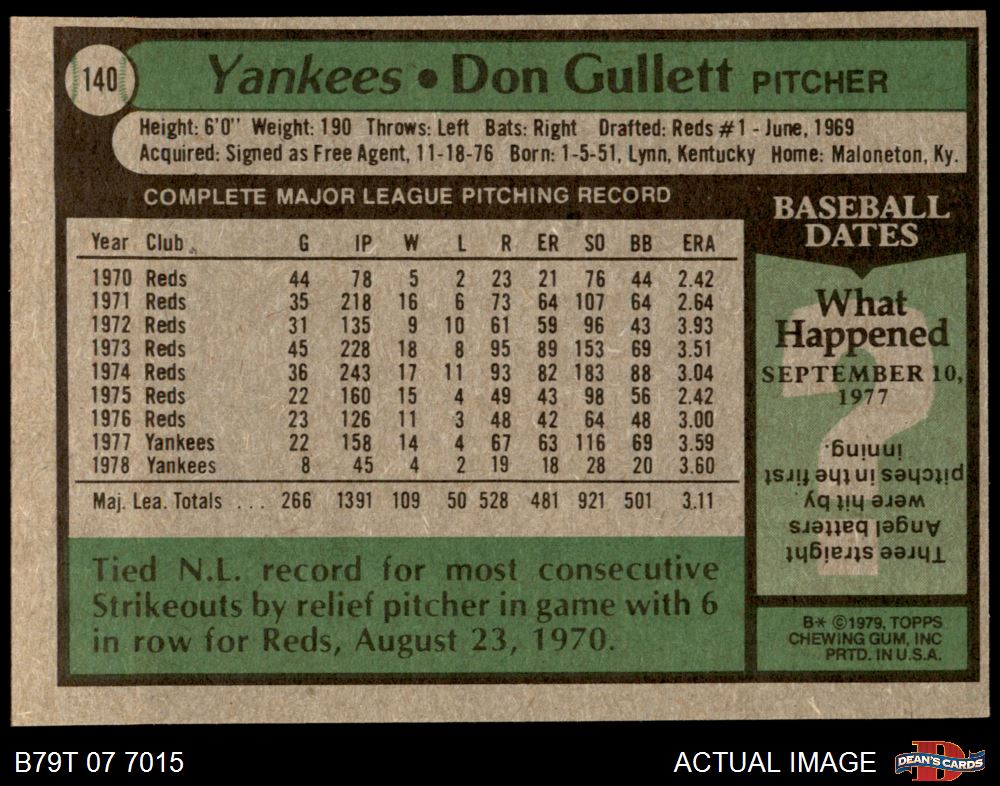 140
Yankees • Don Gullett PITCHER
Height: 6'0" Weight: 190 Throws: Left Bats: Right Drafted: Reds #1 - June, 1969
Acquired: Signed as Free Agent, 11-18-76 Born: 1-5-51, Lynn, Kentucky Home: Maloneton, Ky.
COMPLETE MAJOR LEAGUE PITCHING RECORD
Year Club G IP W L R ER SO BB ERA
1970 Reds 44 78 5 2 23 21 76 44 2.42
1971 Reds 35 218 16 6 73 64 107 64 2.64
1972 Reds 31 135 9 10 61 59 96 43 3.93
1973 Reds 45 228 18 8 95 89 153 69 3.51
1974 Reds 36 243 17 11 93 82 183 88 3.04
1975 Reds 22 160 15 4 49 43 98 56 2.42
1976 Reds 23 126 11 3 48 42 64 48 3.00
1977 Yankees 22 158 14 4 67 63 116 69 3.59
1978 Yankees 8 45 4 2 19 18 28 20 3.60
Maj. Lea. Totals ... 266 1391 109 50 528 481 921 501 3.11
Tied N.L. record for most consecutive
Strikeouts by relief pitcher in game with 6
in row for Reds, August 23, 1970.
BASEBALL
DATES
What
Happened
SEPTEMBER 10,
1977
?
Three straight
Angel batters
were hit by
pitches in the first
inning.
B* ©1979, TOPPS
CHEWING GUM, INC
PRTD. IN U.S.A.
B79T 07 7015
ACTUAL IMAGE
D
DEAN'S CARDS